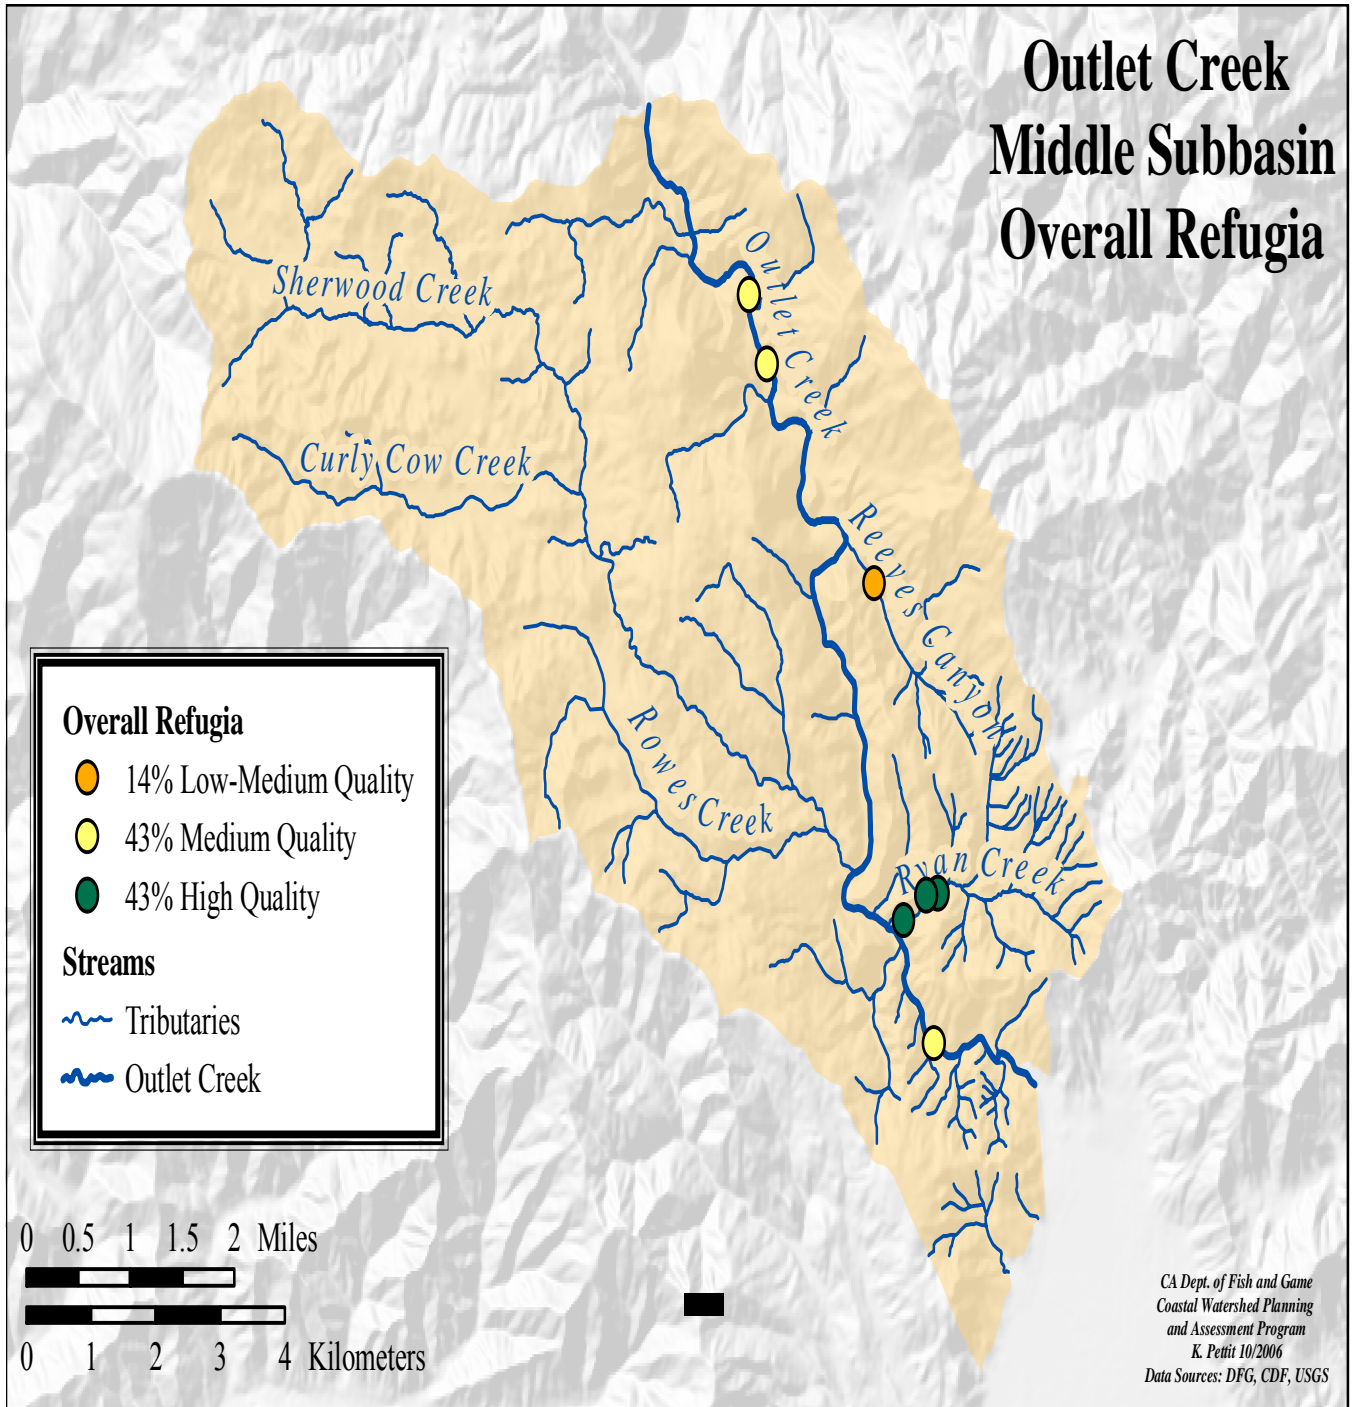 Outlet Creek
Middle Subbasin
Overall Refugia
Outlet Creek
Sherwood Creek
Curly Cow Creek
Reeves Canyon
Rowes Creek
Ryan Creek
Overall Refugia
14% Low-Medium Quality
43% Medium Quality
43% High Quality
Streams
Tributaries
Outlet Creek
0 0.5 1 1.5 2 Miles
0 1 2 3 4 Kilometers
CA Dept. of Fish and Game
Coastal Watershed Planning
and Assessment Program
K. Pettit 10/2006
Data Sources: DFG, CDF, USGS